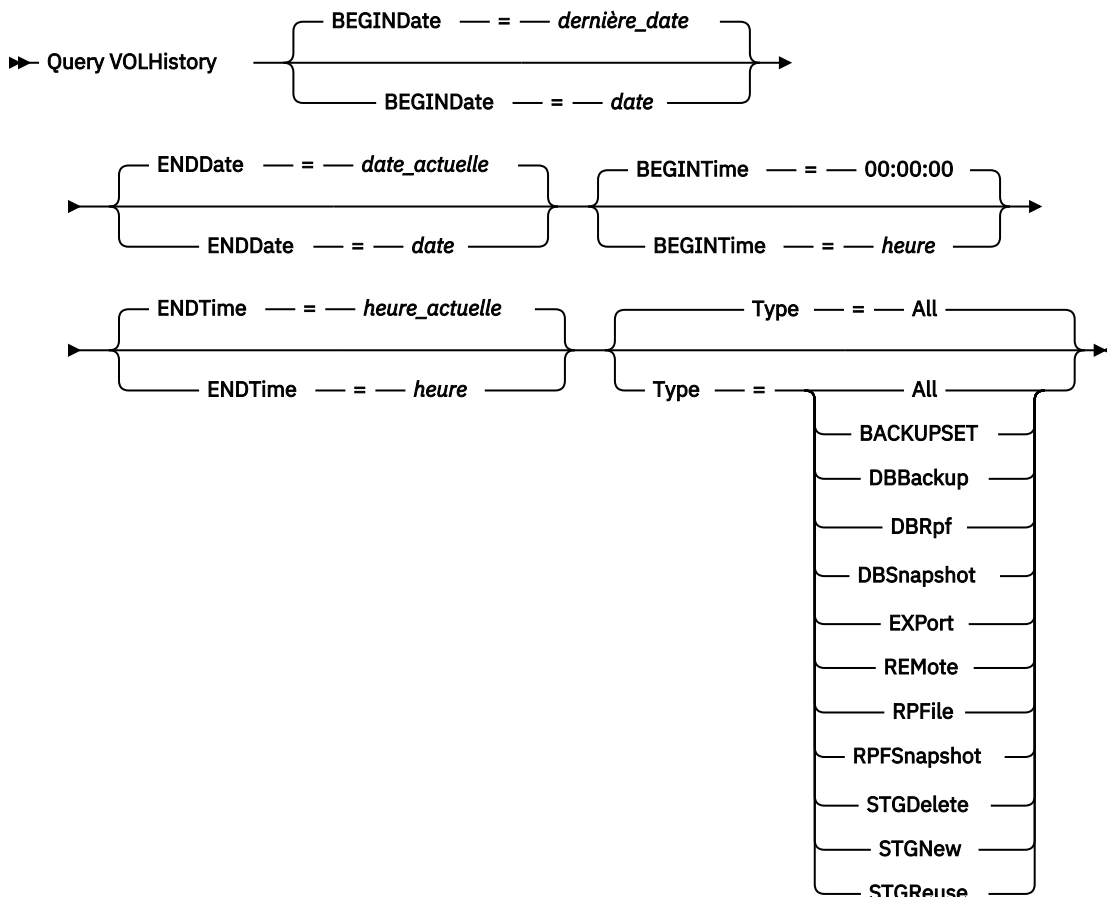 BEGINDate = dernière_date
Query VOLHistory
BEGINDate = date
ENDDate = date_actuelle
BEGINTime = 00:00:00
ENDDate = date
BEGINTime = heure
ENDTime = heure_actuelle
Type = All
ENDTime = heure
Type = All
BACKUPSET
DBBackup
DBRpf
DBSnapshot
EXPort
REMote
RPFile
RPFSnapshot
STGDelete
STGNew
STGReuse